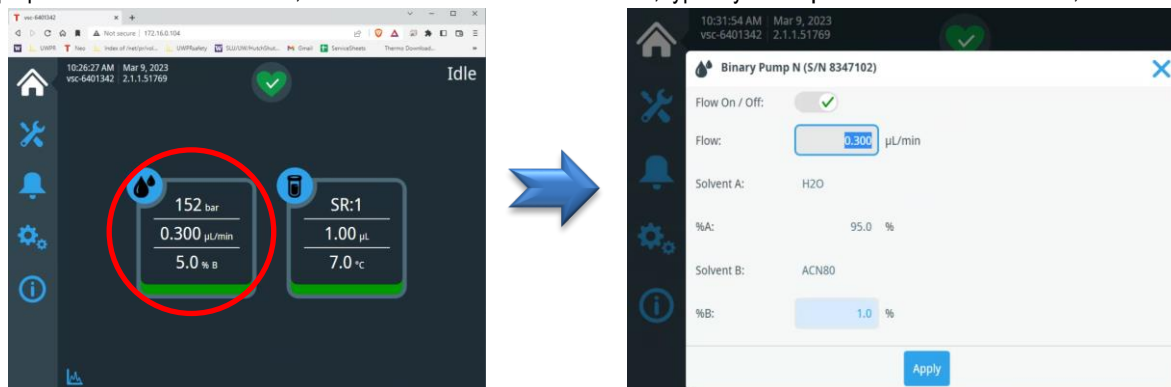 vsc-6401342
Not secure | 172.16.0.104
UWPR
Neo
Index of /net/prvvol...
UWPRsafety
SLU/UW/HutchShut...
Gmail
ServiceSheets
Thermo Download...
10:26:27 AM | Mar 9, 2023
vsc-6401342 | 2.1.1.51769
Idle
152 bar
0.300 µL/min
5.0 % B
SR:1
1.00 µL
7.0 °C
10:31:54 AM | Mar 9, 2023
vsc-6401342 | 2.1.1.51769
Binary Pump N (S/N 8347102)
Flow On / Off:
Flow: 0.300 µL/min
Solvent A: H2O
%A: 95.0 %
Solvent B: ACN80
%B: 1.0 %
Apply